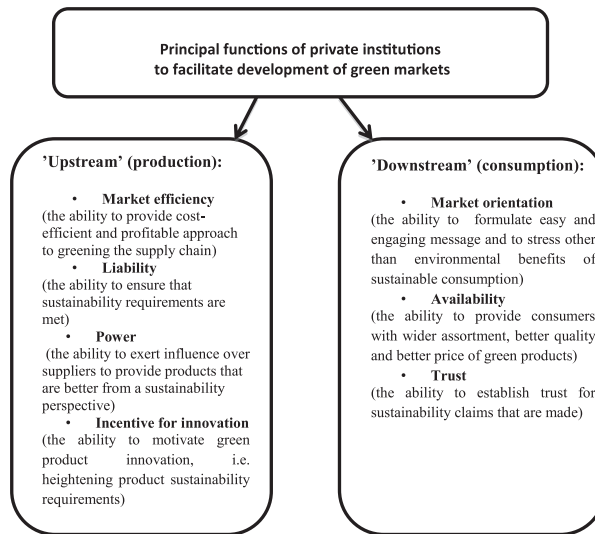 Principal functions of private institutions
to facilitate development of green markets
’Upstream’ (production):
• Market efficiency
(the ability to provide cost-
efficient and profitable approach
to greening the supply chain)
• Liability
(the ability to ensure that
sustainability requirements are
met)
• Power
(the ability to exert influence over
suppliers to provide products that
are better from a sustainability
perspective)
• Incentive for innovation
(the ability to motivate green
product innovation, i.e.
heightening product sustainability
requirements)
’Downstream’ (consumption):
• Market orientation
(the ability to formulate easy and
engaging message and to stress other
than environmental benefits of
sustainable consumption)
• Availability
(the ability to provide consumers
with wider assortment, better quality
and better price of green products)
• Trust
(the ability to establish trust for
sustainability claims that are made)